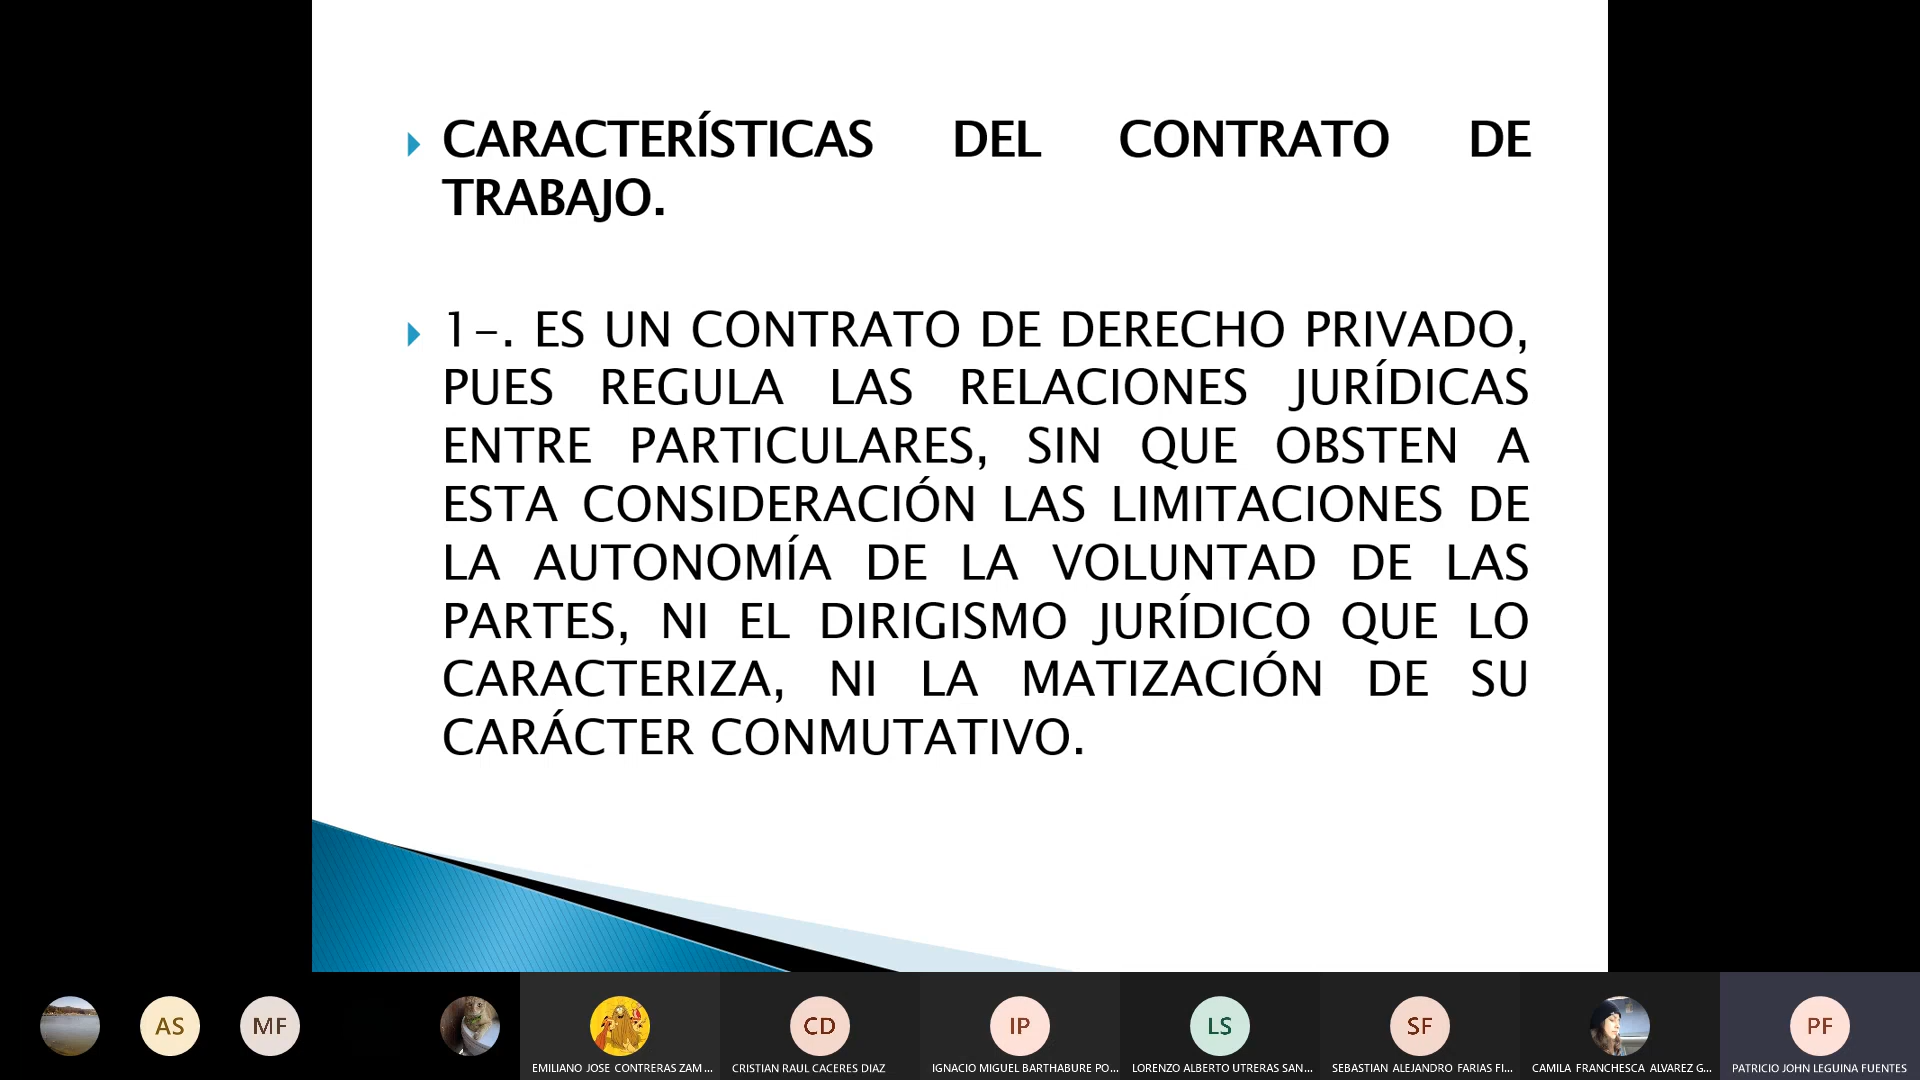 CARACTERÍSTICAS DEL CONTRATO DE
TRABAJO.
1-. ES UN CONTRATO DE DERECHO PRIVADO,
PUES REGULA LAS RELACIONES JURÍDICAS
ENTRE PARTICULARES, SIN QUE OBSTEN A
ESTA CONSIDERACIÓN LAS LIMITACIONES DE
LA AUTONOMÍA DE LA VOLUNTAD DE LAS
PARTES, NI EL DIRIGISMO JURÍDICO QUE LO
CARACTERIZA, NI LA MATIZACIÓN DE SU
CARÁCTER CONMUTATIVO.
AS MF CD IP LS SF PF
EMILIANO JOSE CONTRERAS ZAM... CRISTIAN RAUL CACERES DIAZ IGNACIO MIGUEL BARTHABURE PO... LORENZO ALBERTO UTRERAS SAN... SEBASTIAN ALEJANDRO FARIAS FI... CAMILA FRANCHESCA ALVAREZ G... PATRICIO JOHN LEGUINA FUENTES